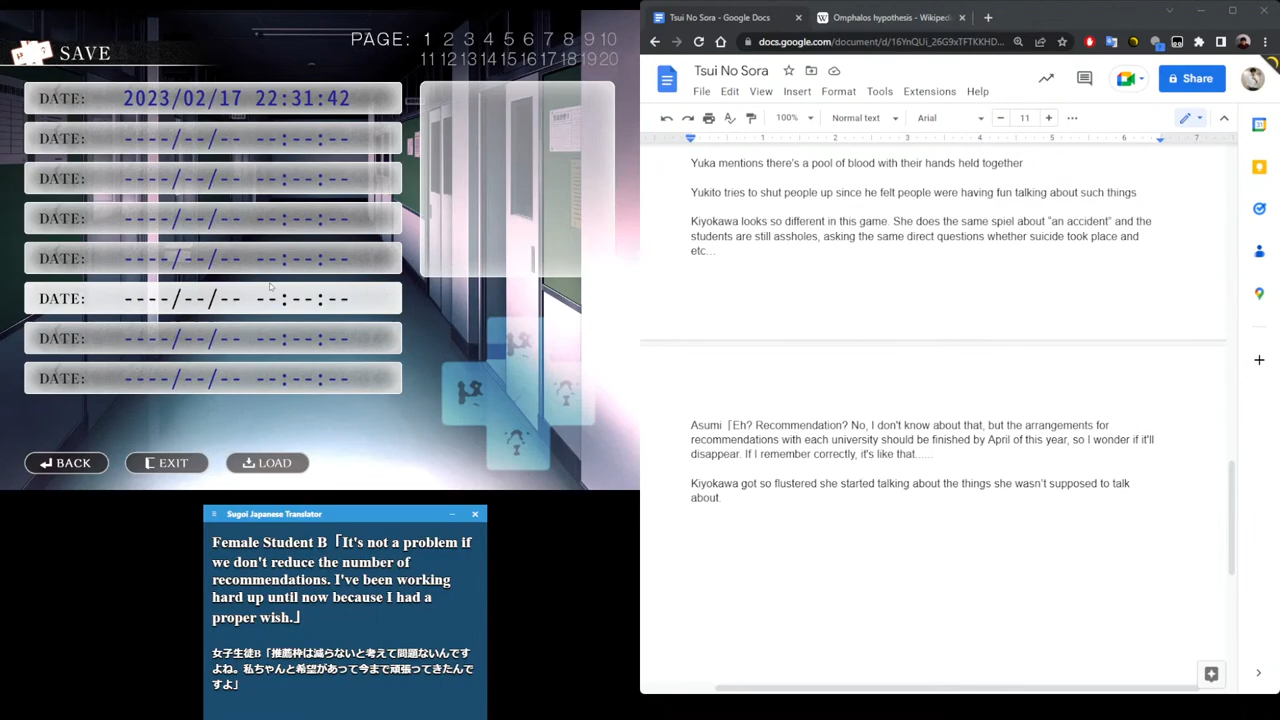 SAVE
PAGE: 1 2 3 4 5 6 7 8 9 10
11 12 13 14 15 16 17 18 19 20
DATE: 2023/02/17 22:31:42
DATE: ----/--/-- --:--:--
DATE: ----/--/-- --:--:--
DATE: ----/--/-- --:--:--
DATE: ----/--/-- --:--:--
DATE: ----/--/-- --:--:--
DATE: ----/--/-- --:--:--
DATE: ----/--/-- --:--:--
BACK
EXIT
LOAD
Sugoi Japanese Translator
Female Student B「It's not a problem if
we don't reduce the number of
recommendations. I've been working
hard up until now because I had a
proper wish.」
女子生徒B「推薦枠は減らないと考えて問題ないんです
よね。私ちゃんと希望があって今まで頑張ってきたんで
すよ」
Tsui No Sora - Google Docs
Omphalos hypothesis - Wikiped
docs.google.com/document/d/16YnQUi_26G9xTFTKKHD...
Tsui No Sora
Share
File Edit View Insert Format Tools Extensions Help
100% Normal text Arial 11
1 2 3 4 5 6 7
Yuka mentions there's a pool of blood with their hands held together
Yukito tries to shut people up since he felt people were having fun talking about such things
Kiyokawa looks so different in this game. She does the same spiel about “an accident” and the
students are still assholes, asking the same direct questions whether suicide took place and
etc…
Asumi「Eh? Recommendation? No, I don't know about that, but the arrangements for
recommendations with each university should be finished by April of this year, so I wonder if it'll
disappear. If I remember correctly, it's like that......
Kiyokawa got so flustered she started talking about the things she wasn’t supposed to talk
about.